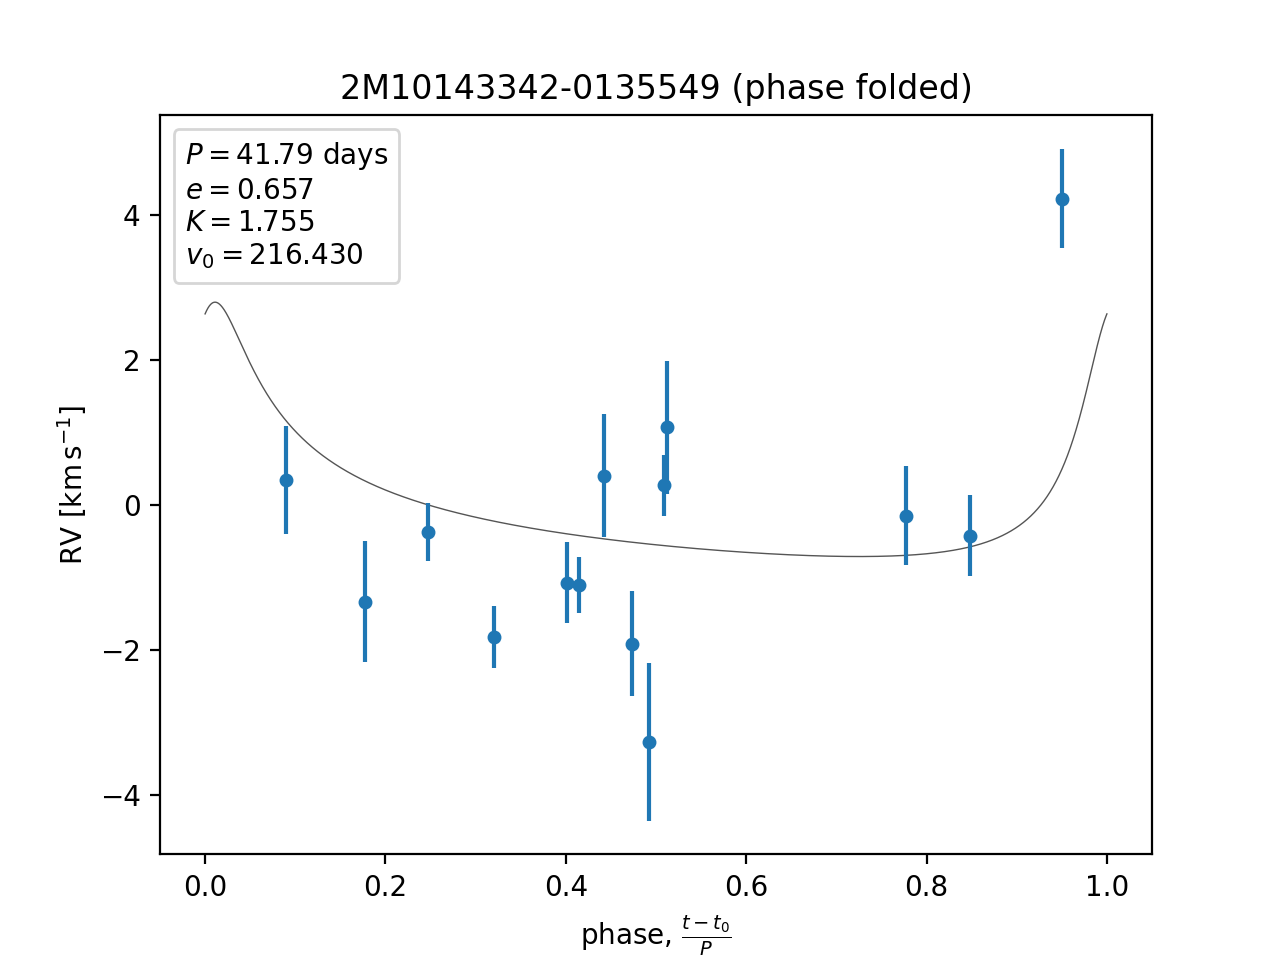 2M10143342-0135549 (phase folded)
P = 41.79 days
e = 0.657
K = 1.755
v₀ = 216.430
4
2
0
−2
−4
RV [km s⁻¹]
0.0 0.2 0.4 0.6 0.8 1.0
phase, (t − t₀)/P